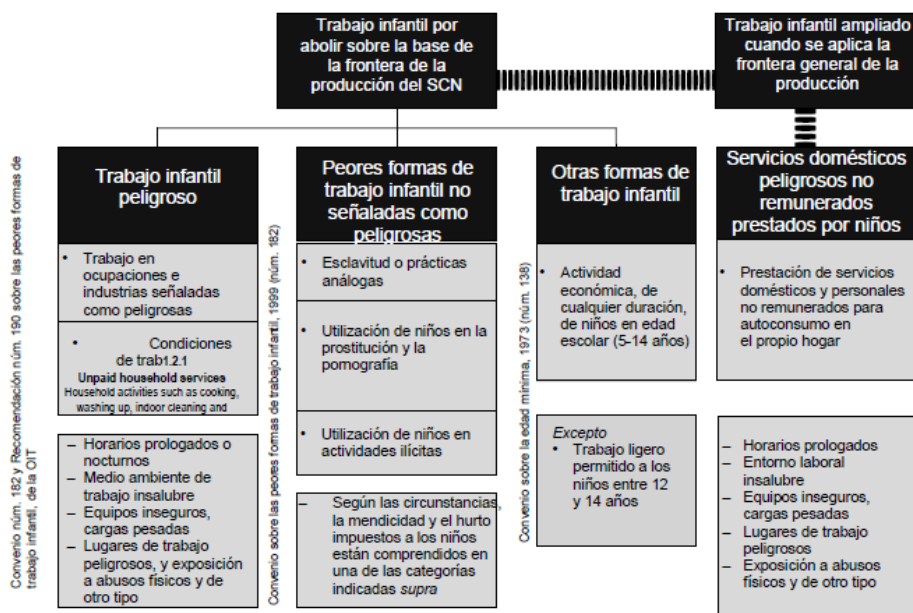 Trabajo infantil por
abolir sobre la base de
la frontera de la
producción del SCN
Trabajo infantil ampliado
cuando se aplica la
frontera general de la
producción
Convenio núm. 182 y Recomendación núm. 190 sobre las peores formas de
trabajo infantil, de la OIT
Trabajo infantil
peligroso
• Trabajo en
ocupaciones e
industrias señaladas
como peligrosas
• Condiciones
de trab1.2.1
Unpaid household services
Household activities such as cooking,
washing up, indoor cleaning and
– Horarios prologados o
nocturnos
– Medio ambiente de
trabajo insalubre
– Equipos inseguros,
cargas pesadas
– Lugares de trabajo
peligrosos, y exposición
a abusos físicos y de
otro tipo
Convenio sobre las peores formas de trabajo infantil, 1999 (núm. 182)
Peores formas de
trabajo infantil no
señaladas como
peligrosas
• Esclavitud o prácticas
análogas
• Utilización de niños en la
prostitución y la
pornografía
• Utilización de niños en
actividades ilícitas
– Según las circunstancias,
la mendicidad y el hurto
impuestos a los niños
están comprendidos en
una de las categorías
indicadas supra
Convenio sobre la edad mínima, 1973 (núm. 138)
Otras formas de
trabajo infantil
• Actividad
económica, de
cualquier duración,
de niños en edad
escolar (5-14 años)
Excepto
• Trabajo ligero
permitido a los
niños entre 12
y 14 años
Servicios domésticos
peligrosos no
remunerados
prestados por niños
• Prestación de servicios
domésticos y personales
no remunerados para
autoconsumo en
el propio hogar
– Horarios prologados
– Entorno laboral
insalubre
– Equipos inseguros,
cargas pesadas
– Lugares de trabajo
peligrosos
– Exposición a abusos
físicos y de otro tipo